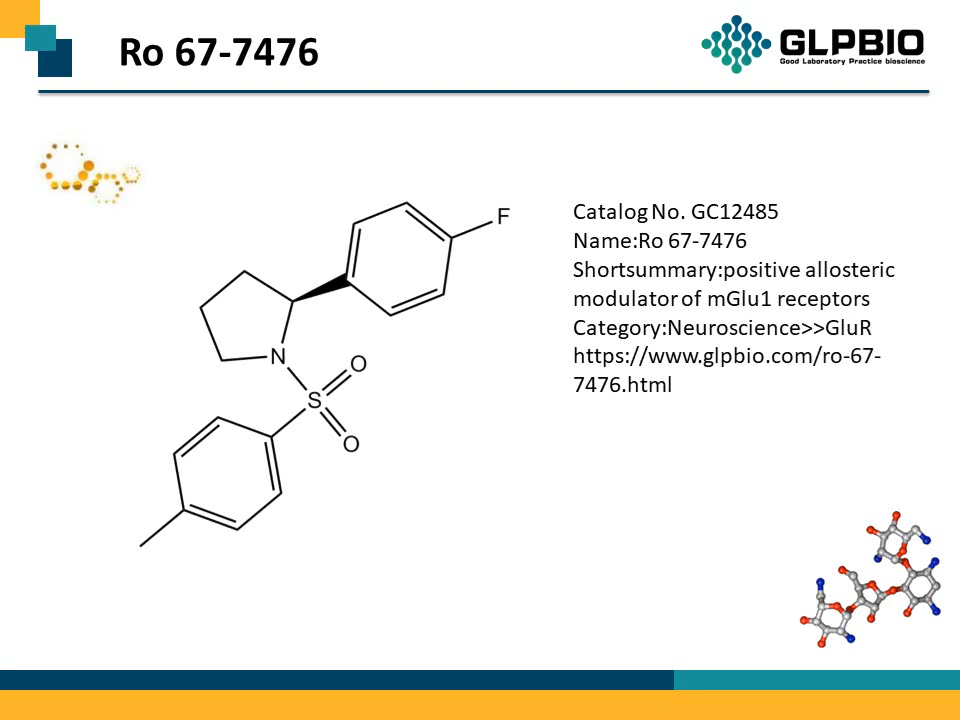 Ro 67-7476
GLPBIO
Good Laboratory Practice bioscience
F
N
O
S
O
Catalog No. GC12485
Name:Ro 67-7476
Shortsummary:positive allosteric
modulator of mGlu1 receptors
Category:Neuroscience>>GluR
https://www.glpbio.com/ro-67-
7476.html